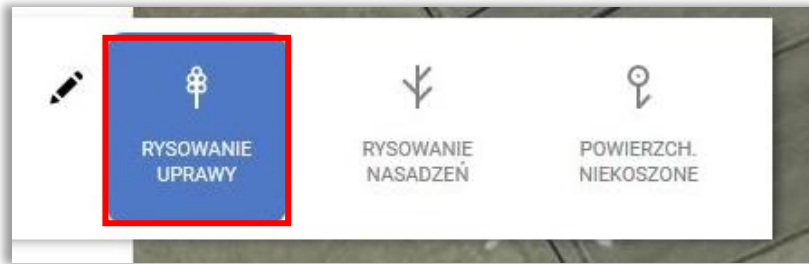 RYSOWANIE
UPRAWY
RYSOWANIE
NASADZEŃ
POWIERZCH.
NIEKOSZONE